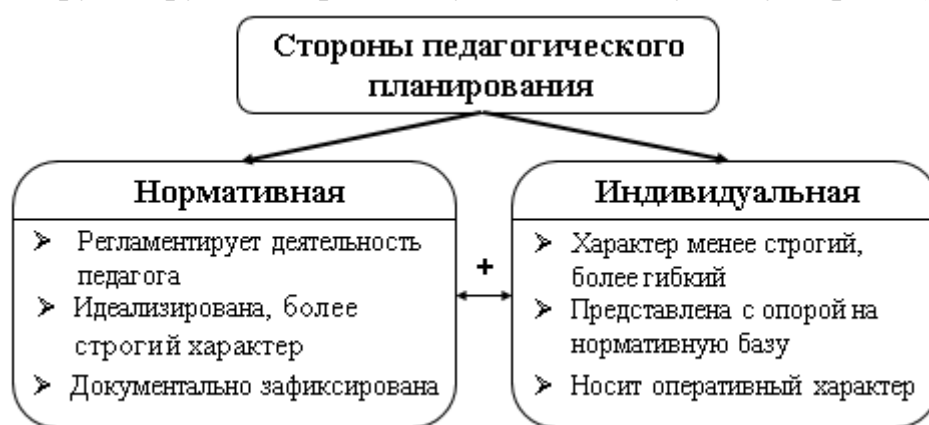 Стороны педагогического
планирования
Нормативная
➤ Регламентирует деятельность
педагога
➤ Идеализирована, более
строгий характер
➤ Документально зафиксирована
+
Индивидуальная
➤ Характер менее строгий,
более гибкий
➤ Представлена с опорой на
нормативную базу
➤ Носит оперативный характер